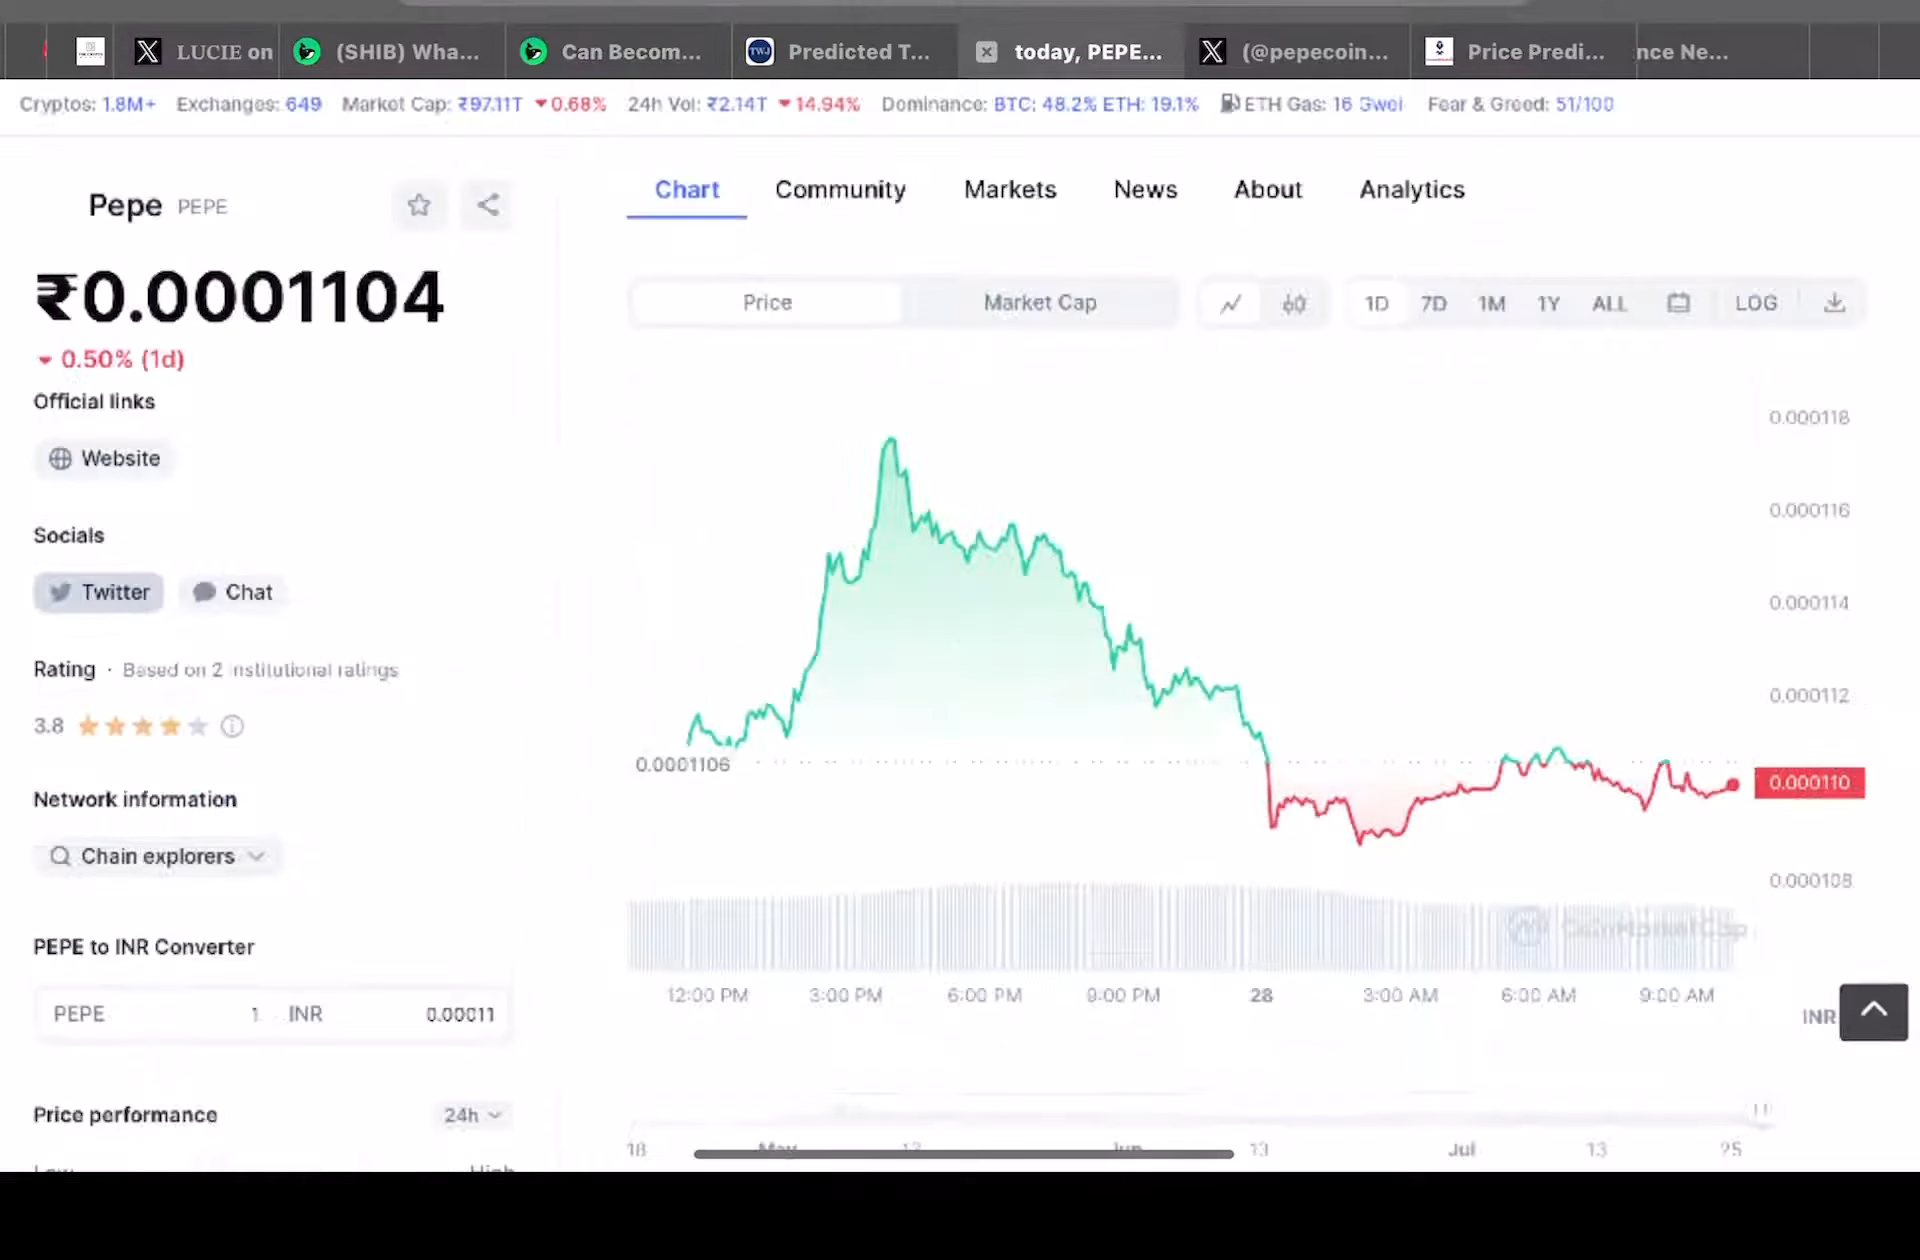 LUCIE on
(SHIB) Wha...
Can Becom...
Predicted T...
today, PEPE...
(@pepecoin...
Price Predi...
nce Ne...
Cryptos: 1.8M+ Exchanges: 649 Market Cap: ₹97.11T 0.68% 24h Vol: ₹2.14T 14.94% Dominance: BTC: 48.2% ETH: 19.1% ETH Gas: 16 Gwei Fear & Greed: 51/100
Pepe PEPE
₹0.0001104
0.50% (1d)
Official links
Website
Socials
Twitter Chat
Rating · Based on 2 institutional ratings
3.8
Network information
Chain explorers
PEPE to INR Converter
PEPE 1 INR 0.00011
Price performance 24h
Low High
Chart Community Markets News About Analytics
Price Market Cap 1D 7D 1M 1Y ALL LOG
0.000118
0.000116
0.000114
0.000112
0.0001106
0.000110
0.000108
CoinMarketCap
12:00 PM 3:00 PM 6:00 PM 9:00 PM 28 3:00 AM 6:00 AM 9:00 AM
INR
18 May 13 Jun 13 Jul 13 25